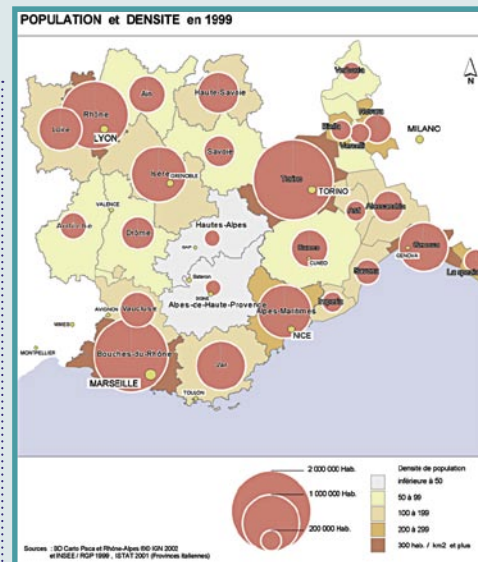 POPULATION et DENSITE en 1999
N
Verbania
Ain
Haute-Savoie
Novara
Biella
Rhône
MILANO
Loire
LYON
Vercelli
Savoie
Isère
GRENOBLE
Torino
TORINO
VALENCE
Asti
Alessandria
Hautes-Alpes
Ardèche
Drôme
GAP
Cuneo
CUNEO
Genova
GENOVA
La spezia
Savona
Sisteron
DIGNE
Alpes-de-Haute-Provence
Imperia
AVIGNON
Vaucluse
Alpes-Maritimes
NIMES
NICE
MONTPELLIER
Bouches-du-Rhône
Var
MARSEILLE
TOULON
2 000 000 Hab.
1 000 000 Hab.
200 000 Hab.
Densité de population
inférieure à 50
50 à 99
100 à 199
200 à 299
300 hab. / km2 et plus
Sources : BD Carto Paca et Rhône-Alpes ®© IGN 2002
et INSEE / RGP 1999 , ISTAT 2001 (Provinces italiennes)